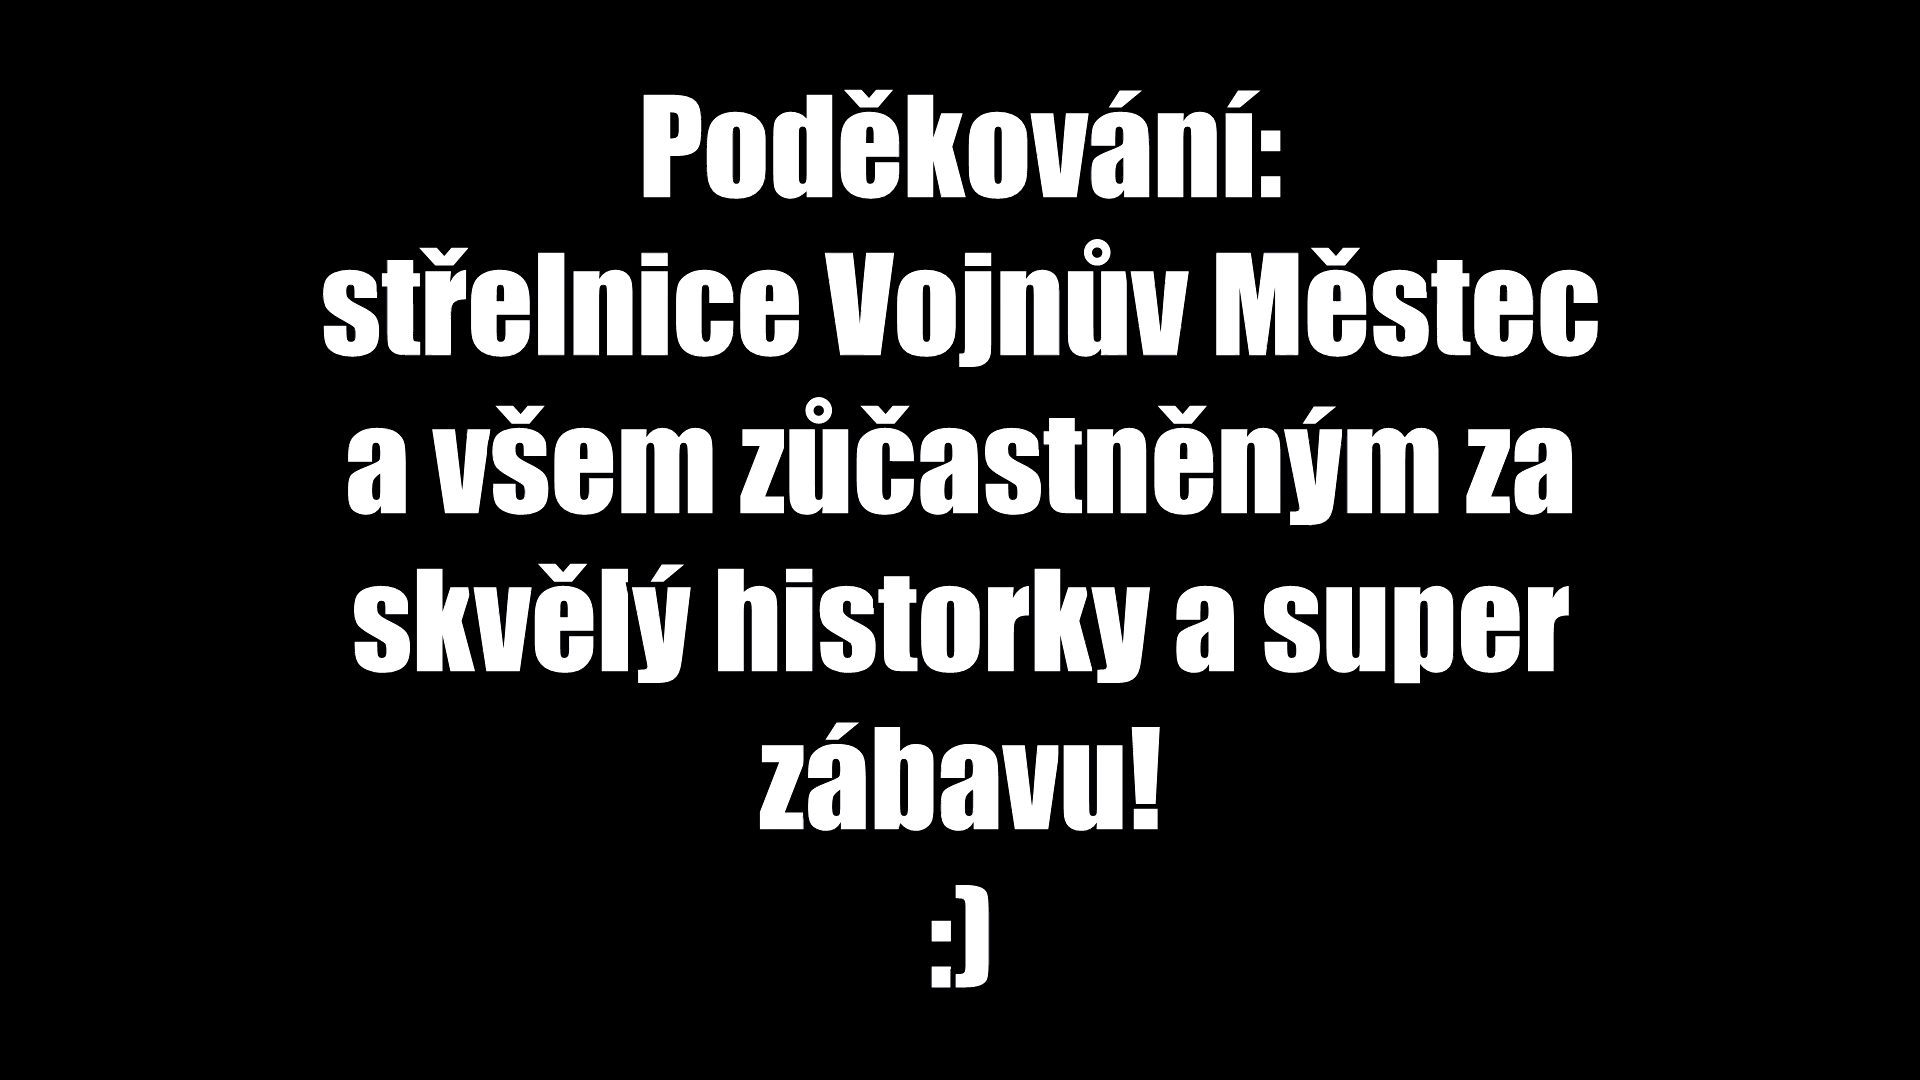 Poděkování:
střelnice Vojnův Městec
a všem zůčastněným za
skvělý historky a super
zábavu!
:)